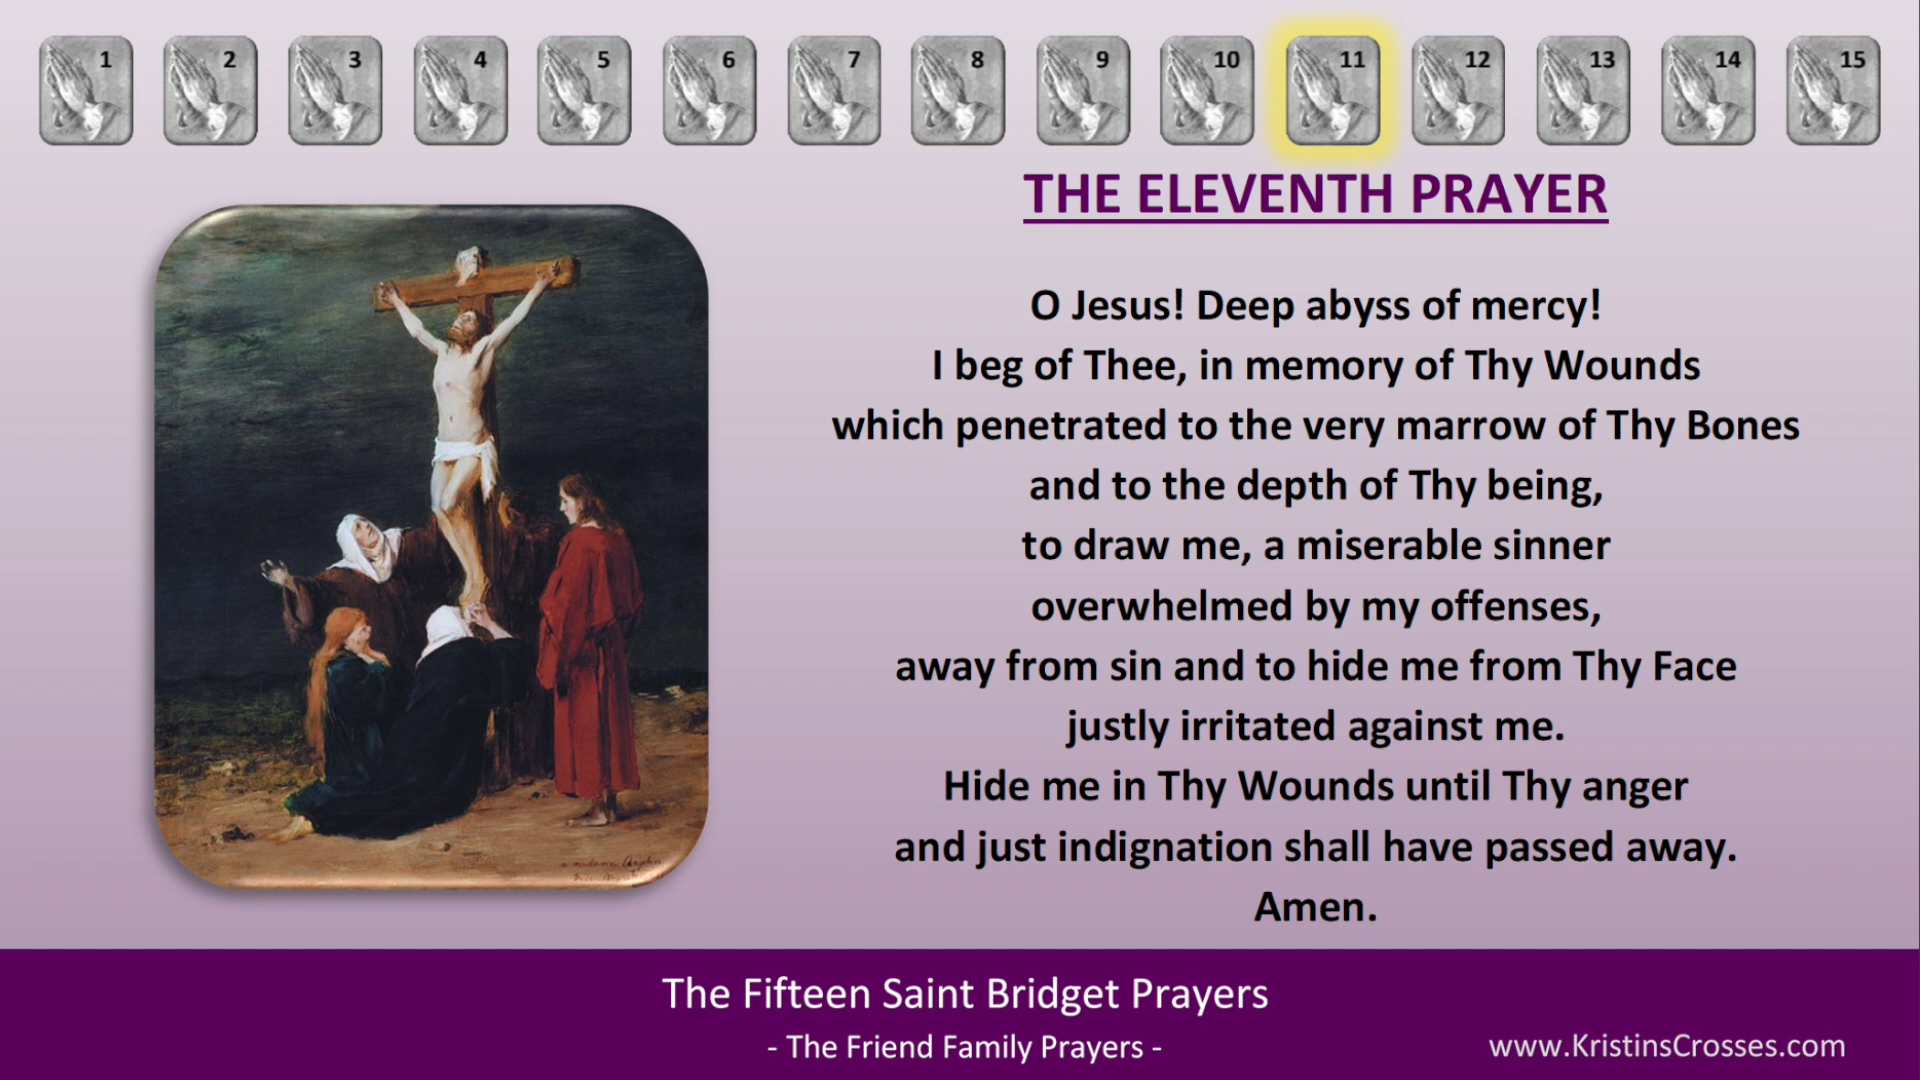 1 2 3 4 5 6 7 8 9 10 11 12 13 14 15
THE ELEVENTH PRAYER
O Jesus! Deep abyss of mercy!
I beg of Thee, in memory of Thy Wounds
which penetrated to the very marrow of Thy Bones
and to the depth of Thy being,
to draw me, a miserable sinner
overwhelmed by my offenses,
away from sin and to hide me from Thy Face
justly irritated against me.
Hide me in Thy Wounds until Thy anger
and just indignation shall have passed away.
Amen.
The Fifteen Saint Bridget Prayers
- The Friend Family Prayers -
www.KristinsCrosses.com